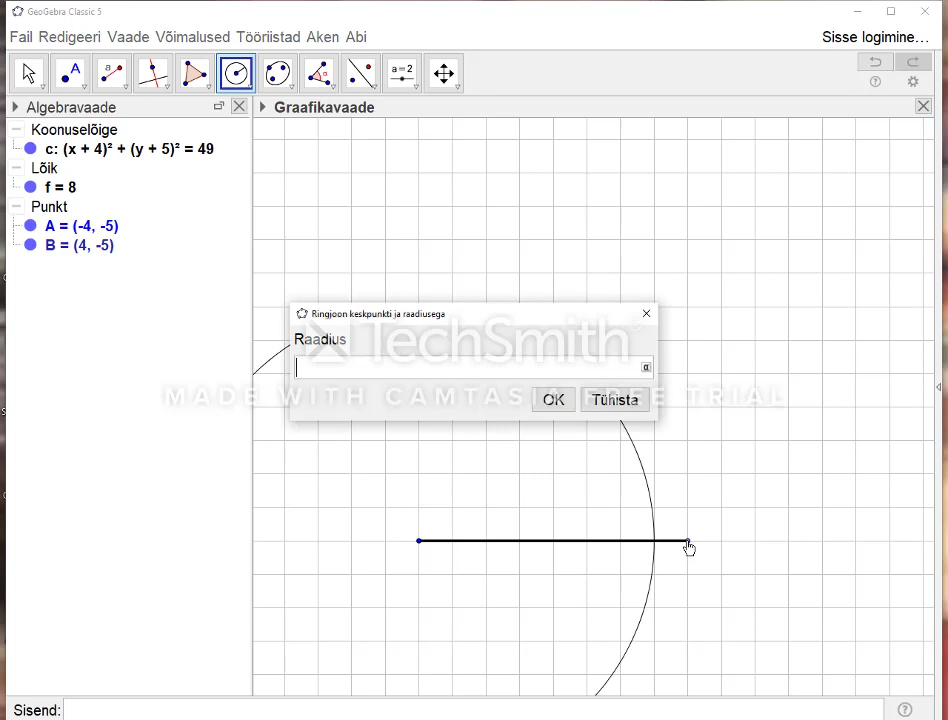 GeoGebra Classic 5
Fail Redigeeri Vaade Võimalused Tööriistad Aken Abi
Sisse logimine…
A
a=2
Algebravaade
Graafikavaade
Koonuselõige
c: (x + 4)² + (y + 5)² = 49
Lõik
f = 8
Punkt
A = (-4, -5)
B = (4, -5)
Ringjoon keskpunkti ja raadiusega
Raadius
TechSmith
α
MADE WITH CAMTASIA FREE TRIAL
OK
Tühista
Sisend: